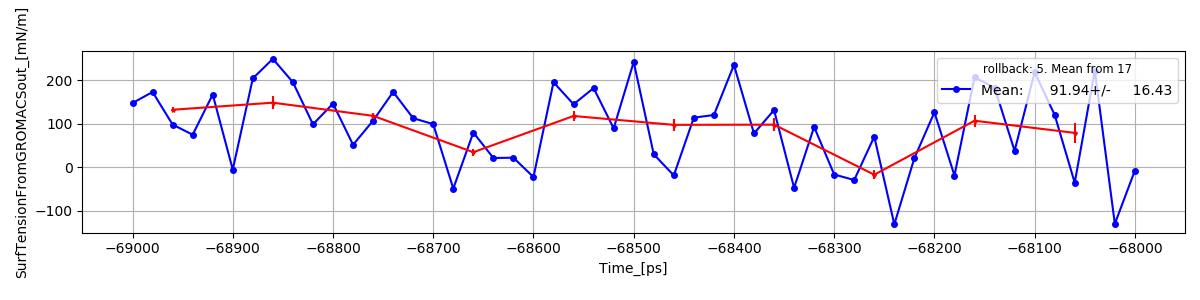 SurfTensionFromGROMACSout_[mN/m]
200
100
0
−100
rollback: 5. Mean from 17
Mean: 91.94+/- 16.43
−69000 −68900 −68800 −68700 −68600 −68500 −68400 −68300 −68200 −68100 −68000
Time_[ps]